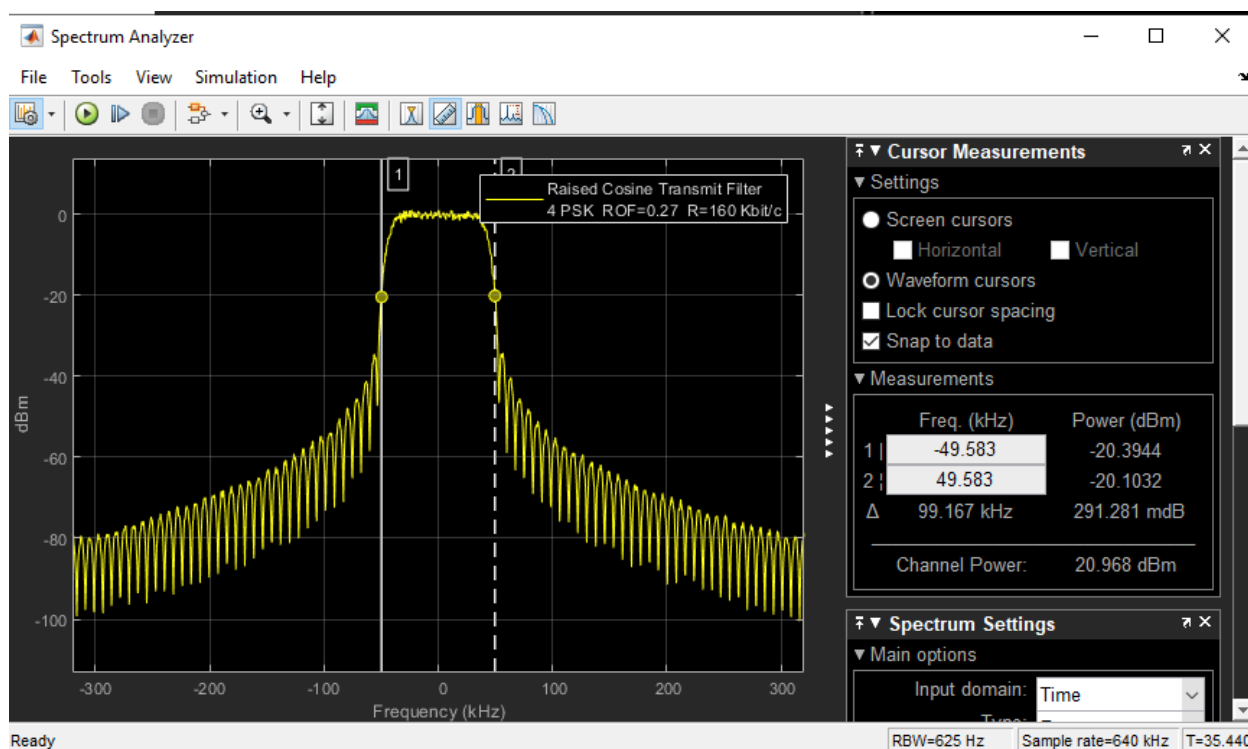 Spectrum Analyzer
File Tools View Simulation Help
1
Raised Cosine Transmit Filter
4 PSK ROF=0.27 R=160 Kbit/c
0
-20
-40
-60
-80
-100
dBm
-300 -200 -100 0 100 200 300
Frequency (kHz)
Cursor Measurements
Settings
Screen cursors
Horizontal Vertical
Waveform cursors
Lock cursor spacing
Snap to data
Measurements
Freq. (kHz) Power (dBm)
1 | -49.583 -20.3944
2 ¦ 49.583 -20.1032
Δ 99.167 kHz 291.281 mdB
Channel Power: 20.968 dBm
Spectrum Settings
Main options
Input domain: Time
Ready RBW=625 Hz Sample rate=640 kHz T=35.440